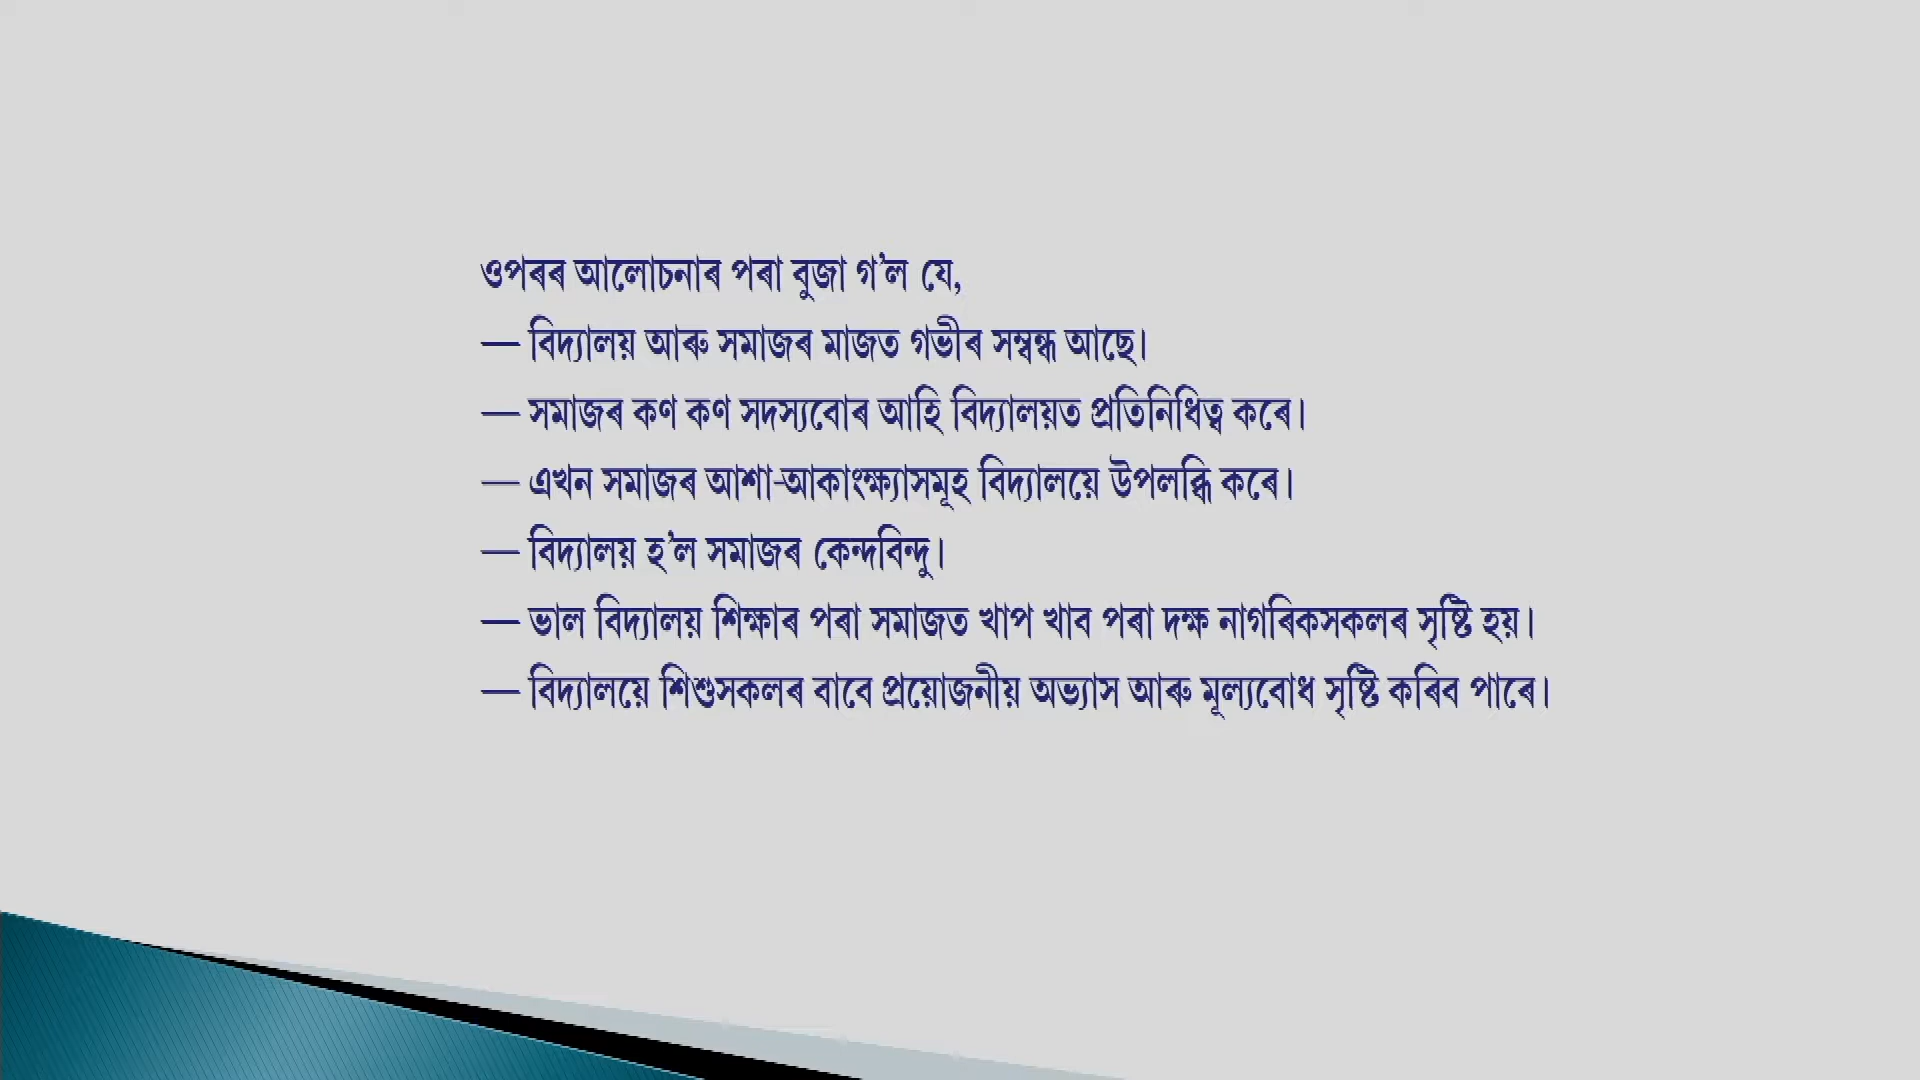 ওপৰৰ আলোচনাৰ পৰা বুজা গ’ল যে,
— বিদ্যালয় আৰু সমাজৰ মাজত গভীৰ সম্বন্ধ আছে।
— সমাজৰ কণ কণ সদস্যবোৰ আহি বিদ্যালয়ত প্ৰতিনিধিত্ব কৰে।
— এখন সমাজৰ আশা-আকাংক্ষ্যাসমূহ বিদ্যালয়ে উপলব্ধি কৰে।
— বিদ্যালয় হ’ল সমাজৰ কেন্দবিন্দু।
— ভাল বিদ্যালয় শিক্ষাৰ পৰা সমাজত খাপ খাব পৰা দক্ষ নাগৰিকসকলৰ সৃষ্টি হয়।
— বিদ্যালয়ে শিশুসকলৰ বাবে প্ৰয়োজনীয় অভ্যাস আৰু মূল্যবোধ সৃষ্টি কৰিব পাৰে।